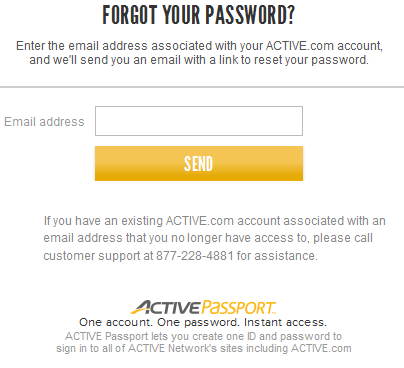 FORGOT YOUR PASSWORD?
Enter the email address associated with your ACTIVE.com account,
and we'll send you an email with a link to reset your password.
Email address
SEND
If you have an existing ACTIVE.com account associated with an
email address that you no longer have access to, please call
customer support at 877-228-4881 for assistance.
ACTIVEPASSPORT
One account. One password. Instant access.
ACTIVE Passport lets you create one ID and password to
sign in to all of ACTIVE Network's sites including ACTIVE.com